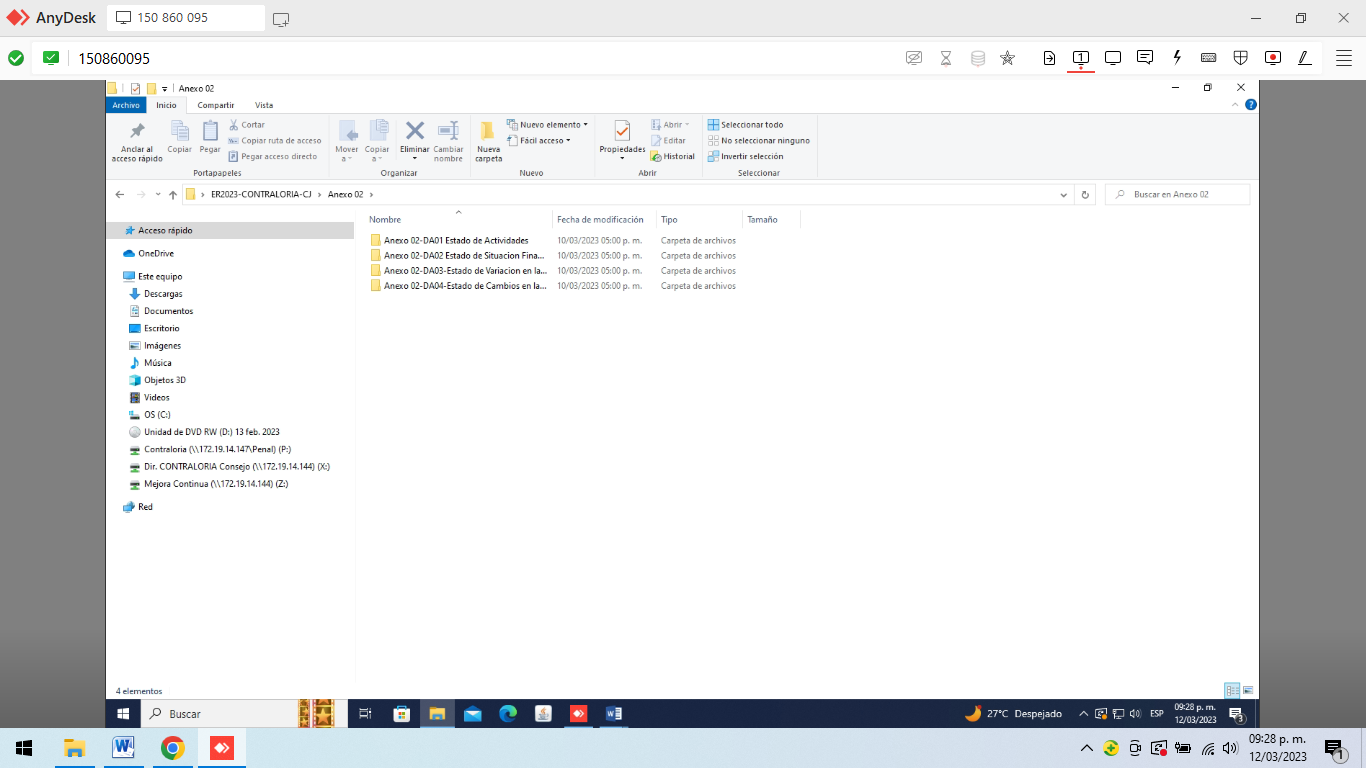 AnyDesk
150 860 095
150860095
1
Anexo 02
Archivo Inicio Compartir Vista
Anclar al acceso rápido
Copiar
Pegar
Cortar
Copiar ruta de acceso
Pegar acceso directo
Portapapeles
Mover a
Copiar a
Eliminar
Cambiar nombre
Organizar
Nueva carpeta
Nuevo elemento
Fácil acceso
Nuevo
Propiedades
Abrir
Editar
Historial
Abrir
Seleccionar todo
No seleccionar ninguno
Invertir selección
Seleccionar
ER2023-CONTRALORIA-CJ > Anexo 02 >
Buscar en Anexo 02
Nombre Fecha de modificación Tipo Tamaño
Anexo 02-DA01 Estado de Actividades 10/03/2023 05:00 p. m. Carpeta de archivos
Anexo 02-DA02 Estado de Situacion Fina... 10/03/2023 05:00 p. m. Carpeta de archivos
Anexo 02-DA03-Estado de Variacion en la... 10/03/2023 05:00 p. m. Carpeta de archivos
Anexo 02-DA04-Estado de Cambios en la... 10/03/2023 05:00 p. m. Carpeta de archivos
Acceso rápido
OneDrive
Este equipo
Descargas
Documentos
Escritorio
Imágenes
Música
Objetos 3D
Videos
OS (C:)
Unidad de DVD RW (D:) 13 feb. 2023
Contraloria (\\172.19.14.147\Penal) (P:)
Dir. CONTRALORIA Consejo (\\172.19.14.144) (X:)
Mejora Continua (\\172.19.14.144) (Z:)
Red
4 elementos
Buscar
27°C Despejado
ESP
09:28 p. m.
12/03/2023
3
09:28 p. m.
12/03/2023
1